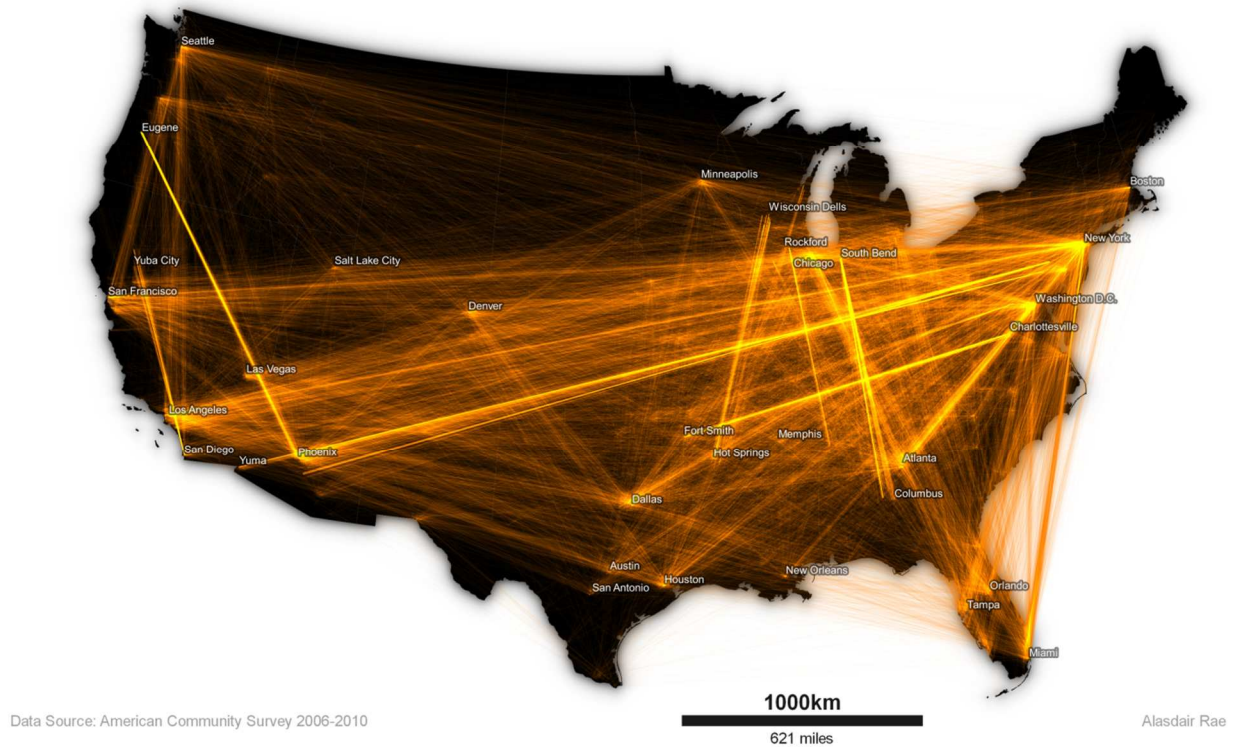 Seattle
Eugene
Minneapolis
Boston
Wisconsin Dells
New York
Rockford
South Bend
Yuba City
Salt Lake City
Chicago
San Francisco
Denver
Washington D.C.
Charlottesville
Las Vegas
Los Angeles
Fort Smith
Memphis
San Diego
Phoenix
Hot Springs
Yuma
Atlanta
Dallas
Columbus
Austin
New Orleans
Houston
San Antonio
Orlando
Tampa
Miami
1000km
621 miles
Data Source: American Community Survey 2006-2010
Alasdair Rae